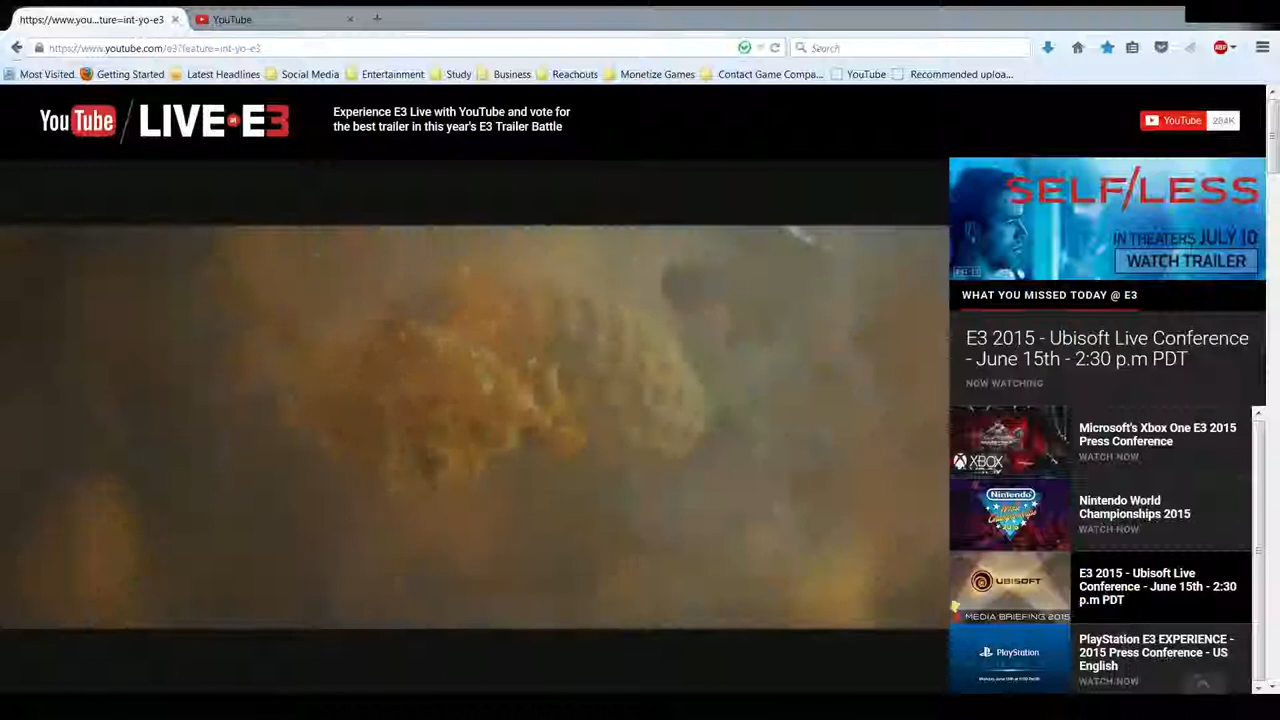 https://www.you...ture=int-yo-e3
YouTube
https://www.youtube.com/e3?feature=int-yo-e3
Search
ABP
Most Visited
Getting Started
Latest Headlines
Social Media
Entertainment
Study
Business
Reachouts
Monetize Games
Contact Game Compa...
YouTube
Recommended uploa...
YouTube / LIVE at E3
Experience E3 Live with YouTube and vote for
the best trailer in this year's E3 Trailer Battle
YouTube 284K
SELF/LESS
IN THEATERS JULY 10
WATCH TRAILER
WHAT YOU MISSED TODAY @ E3
E3 2015 - Ubisoft Live Conference
- June 15th - 2:30 p.m PDT
NOW WATCHING
XBOX
Microsoft's Xbox One E3 2015
Press Conference
WATCH NOW
Nintendo
World
Championships
2015
Nintendo World
Championships 2015
WATCH NOW
UBISOFT
MEDIA BRIEFING 2015
E3 2015 - Ubisoft Live
Conference - June 15th - 2:30
p.m PDT
PlayStation
PlayStation E3 EXPERIENCE -
2015 Press Conference - US
English
WATCH NOW